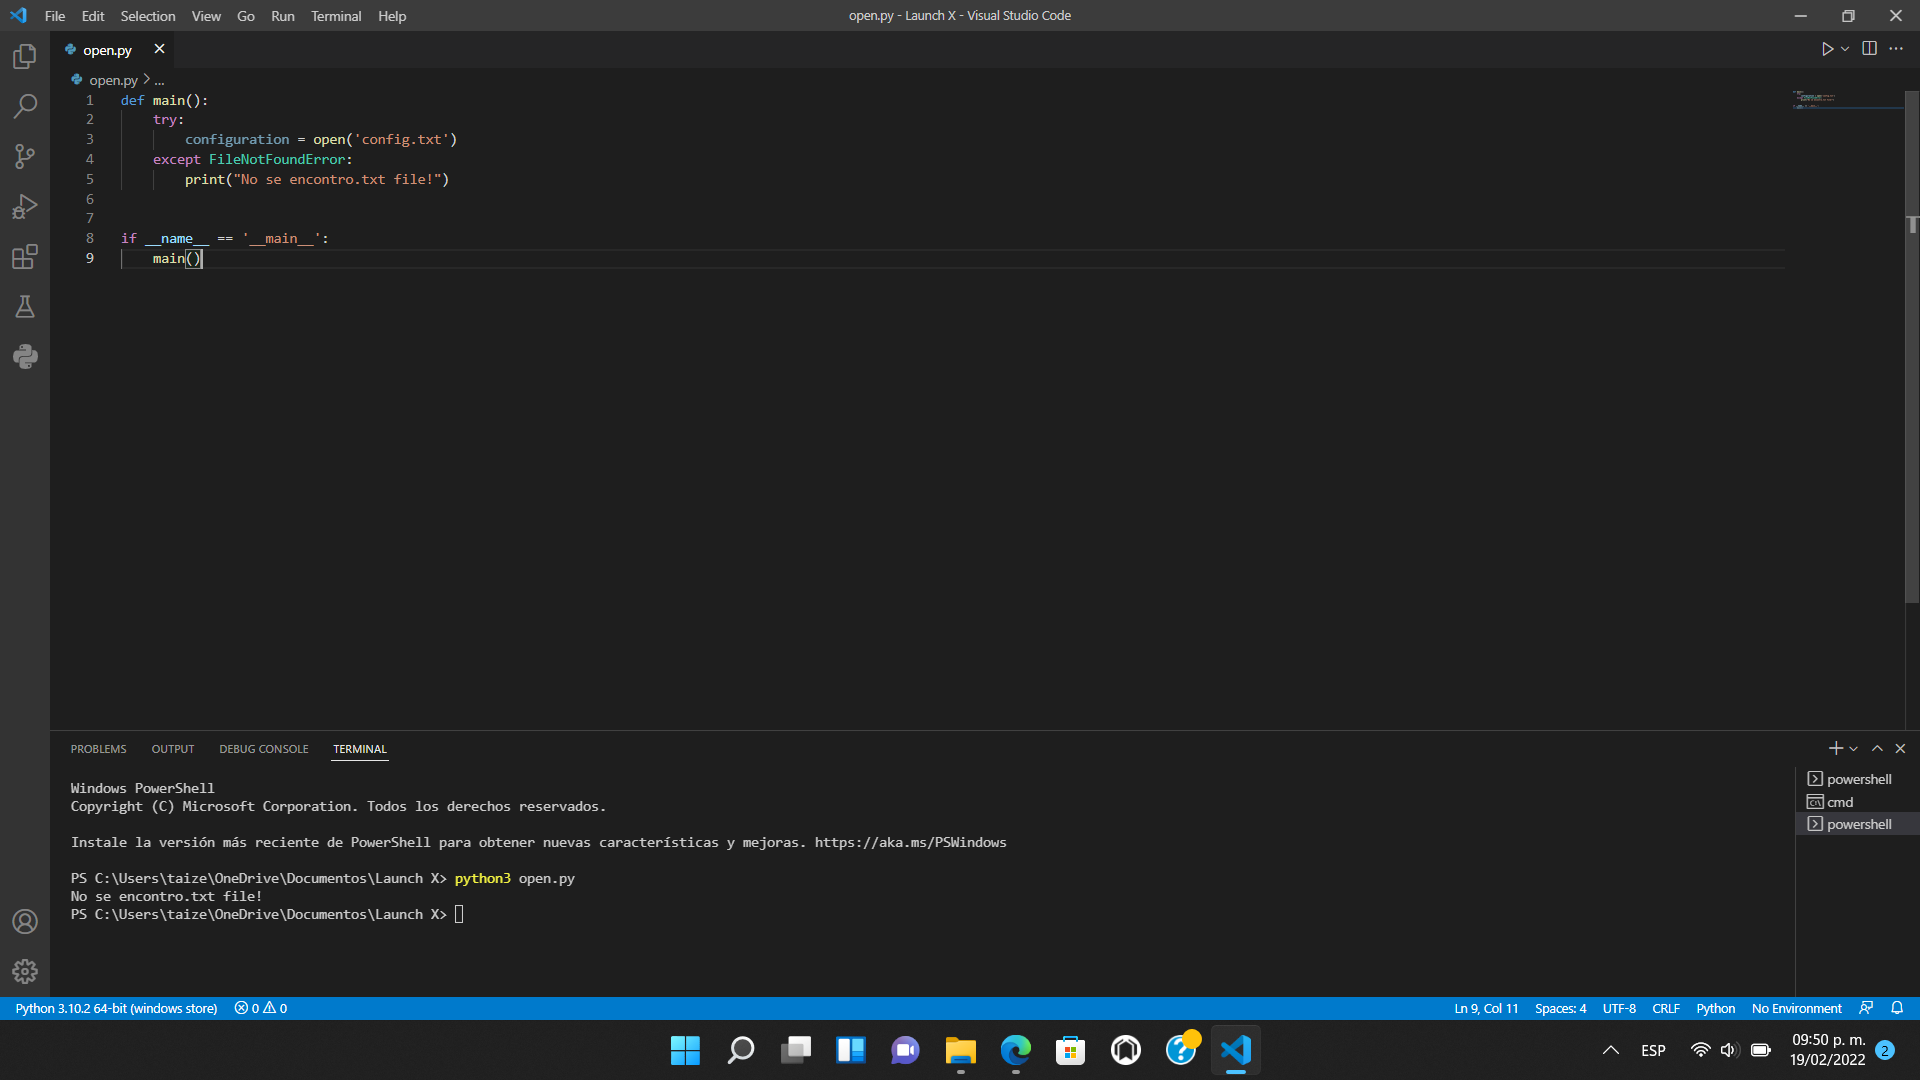 File Edit Selection View Go Run Terminal Help
open.py - Launch X - Visual Studio Code
open.py
open.py > ...
1 def main():
2 try:
3 configuration = open('config.txt')
4 except FileNotFoundError:
5 print("No se encontro.txt file!")
6
7
8 if __name__ == '__main__':
9 main()
PROBLEMS OUTPUT DEBUG CONSOLE TERMINAL
Windows PowerShell
Copyright (C) Microsoft Corporation. Todos los derechos reservados.
Instale la versión más reciente de PowerShell para obtener nuevas características y mejoras. https://aka.ms/PSWindows
PS C:\Users\taize\OneDrive\Documentos\Launch X> python3 open.py
No se encontro.txt file!
PS C:\Users\taize\OneDrive\Documentos\Launch X>
powershell
cmd
powershell
Python 3.10.2 64-bit (windows store) 0 0
Ln 9, Col 11 Spaces: 4 UTF-8 CRLF Python No Environment
ESP
09:50 p. m.
19/02/2022
2